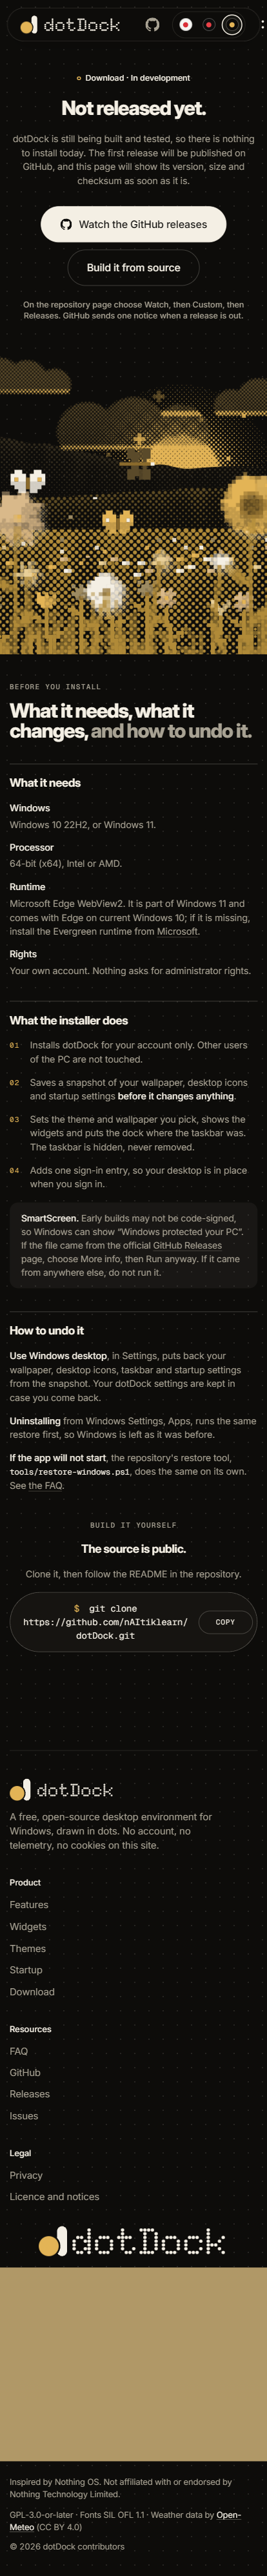 dotDock
Download · In development
Not released yet.
dotDock is still being built and tested, so there is nothing
to install today. The first release will be published on
GitHub, and this page will show its version, size and
checksum as soon as it is.
Watch the GitHub releases
Build it from source
On the repository page choose Watch, then Custom, then
Releases. GitHub sends one notice when a release is out.
BEFORE YOU INSTALL
What it needs, what it
changes, and how to undo it.
What it needs
Windows
Windows 10 22H2, or Windows 11.
Processor
64-bit (x64), Intel or AMD.
Runtime
Microsoft Edge WebView2. It is part of Windows 11 and
comes with Edge on current Windows 10; if it is missing,
install the Evergreen runtime from Microsoft.
Rights
Your own account. Nothing asks for administrator rights.
What the installer does
01 Installs dotDock for your account only. Other users
of the PC are not touched.
02 Saves a snapshot of your wallpaper, desktop icons
and startup settings before it changes anything.
03 Sets the theme and wallpaper you pick, shows the
widgets and puts the dock where the taskbar was.
The taskbar is hidden, never removed.
04 Adds one sign-in entry, so your desktop is in place
when you sign in.
SmartScreen. Early builds may not be code-signed,
so Windows can show “Windows protected your PC”.
If the file came from the official GitHub Releases
page, choose More info, then Run anyway. If it came
from anywhere else, do not run it.
How to undo it
Use Windows desktop, in Settings, puts back your
wallpaper, desktop icons, taskbar and startup settings
from the snapshot. Your dotDock settings are kept in
case you come back.
Uninstalling from Windows Settings, Apps, runs the same
restore first, so Windows is left as it was before.
If the app will not start, the repository's restore tool,
tools/restore-windows.ps1, does the same on its own.
See the FAQ.
BUILD IT YOURSELF
The source is public.
Clone it, then follow the README in the repository.
$ git clone
https://github.com/nAItiklearn/
dotDock.git
COPY
dotDock
A free, open-source desktop environment for
Windows, drawn in dots. No account, no
telemetry, no cookies on this site.
Product
Features
Widgets
Themes
Startup
Download
Resources
FAQ
GitHub
Releases
Issues
Legal
Privacy
Licence and notices
dotDock
Inspired by Nothing OS. Not affiliated with or endorsed by
Nothing Technology Limited.
GPL-3.0-or-later · Fonts SIL OFL 1.1 · Weather data by Open-
Meteo (CC BY 4.0)
© 2026 dotDock contributors